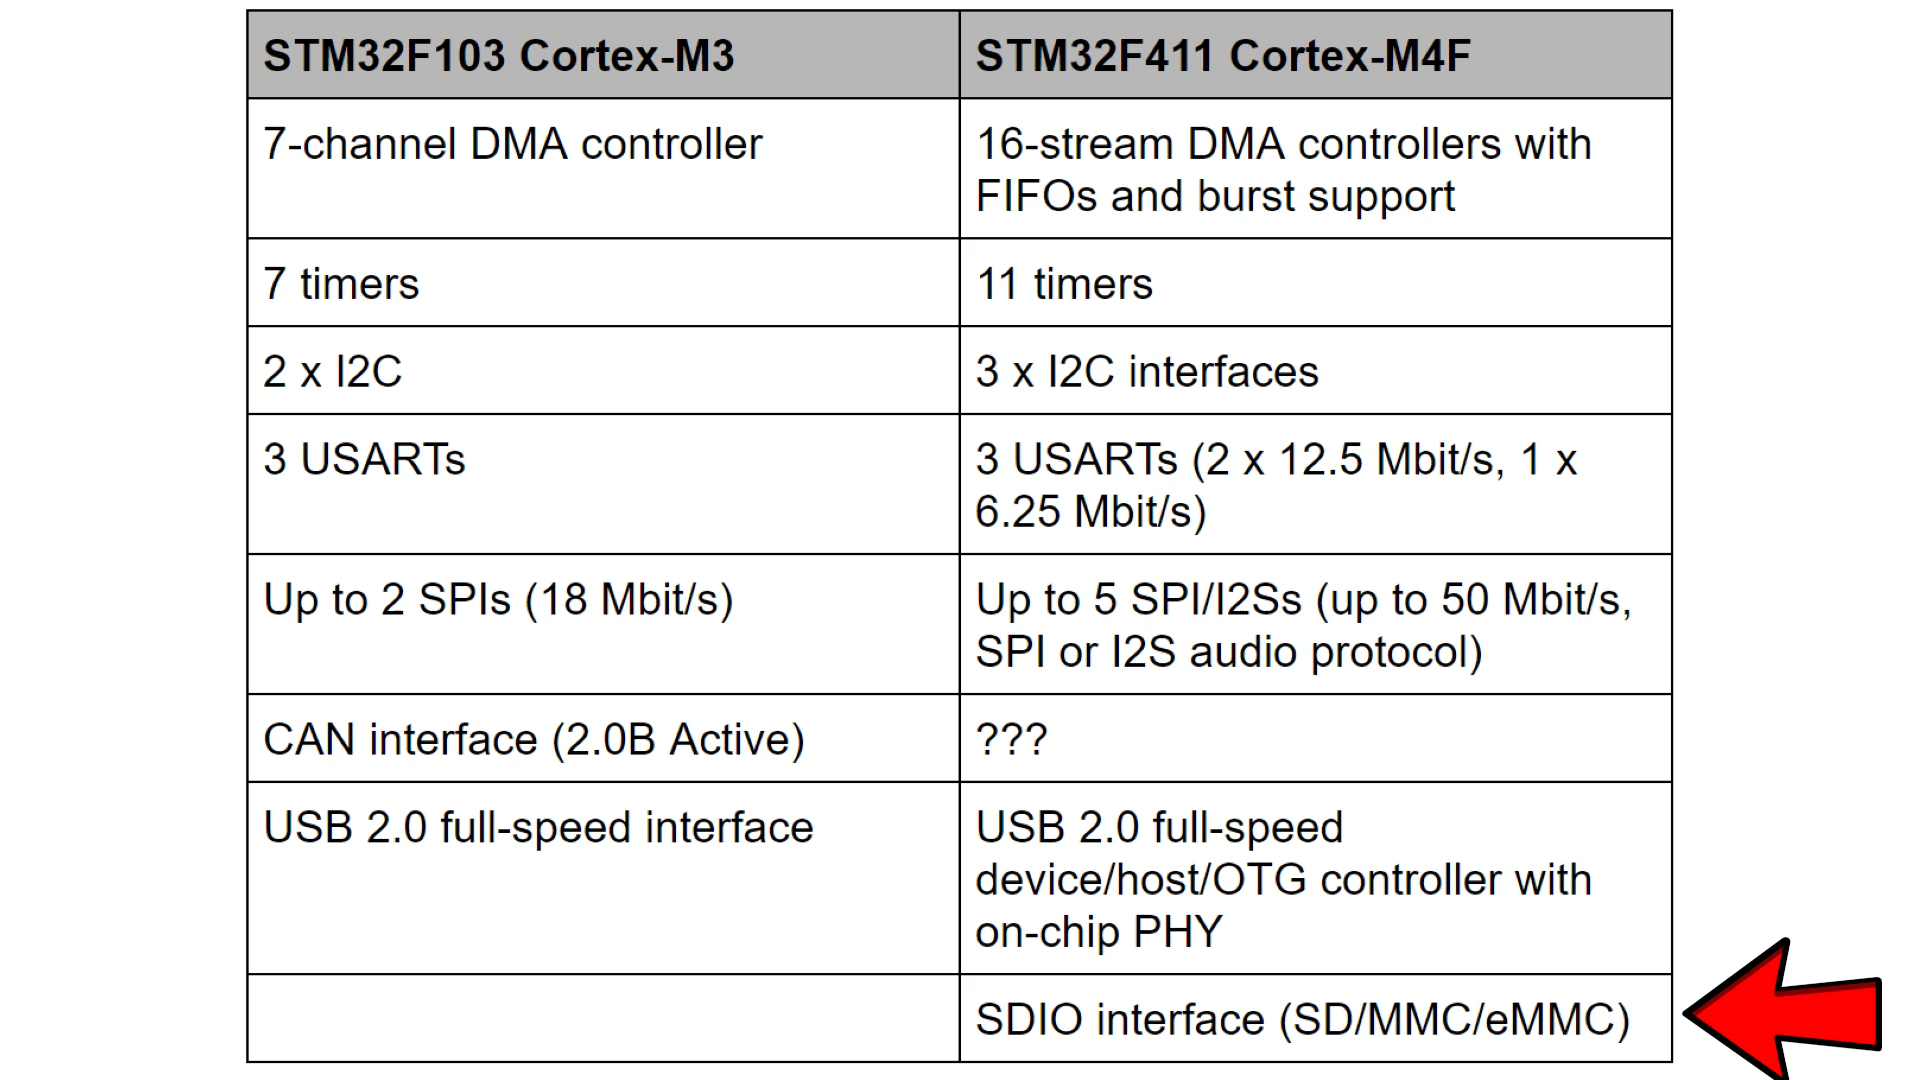 STM32F103 Cortex-M3
STM32F411 Cortex-M4F
7-channel DMA controller
16-stream DMA controllers with
FIFOs and burst support
7 timers
11 timers
2 x I2C
3 x I2C interfaces
3 USARTs
3 USARTs (2 x 12.5 Mbit/s, 1 x
6.25 Mbit/s)
Up to 2 SPIs (18 Mbit/s)
Up to 5 SPI/I2Ss (up to 50 Mbit/s,
SPI or I2S audio protocol)
CAN interface (2.0B Active)
???
USB 2.0 full-speed interface
USB 2.0 full-speed
device/host/OTG controller with
on-chip PHY
SDIO interface (SD/MMC/eMMC)